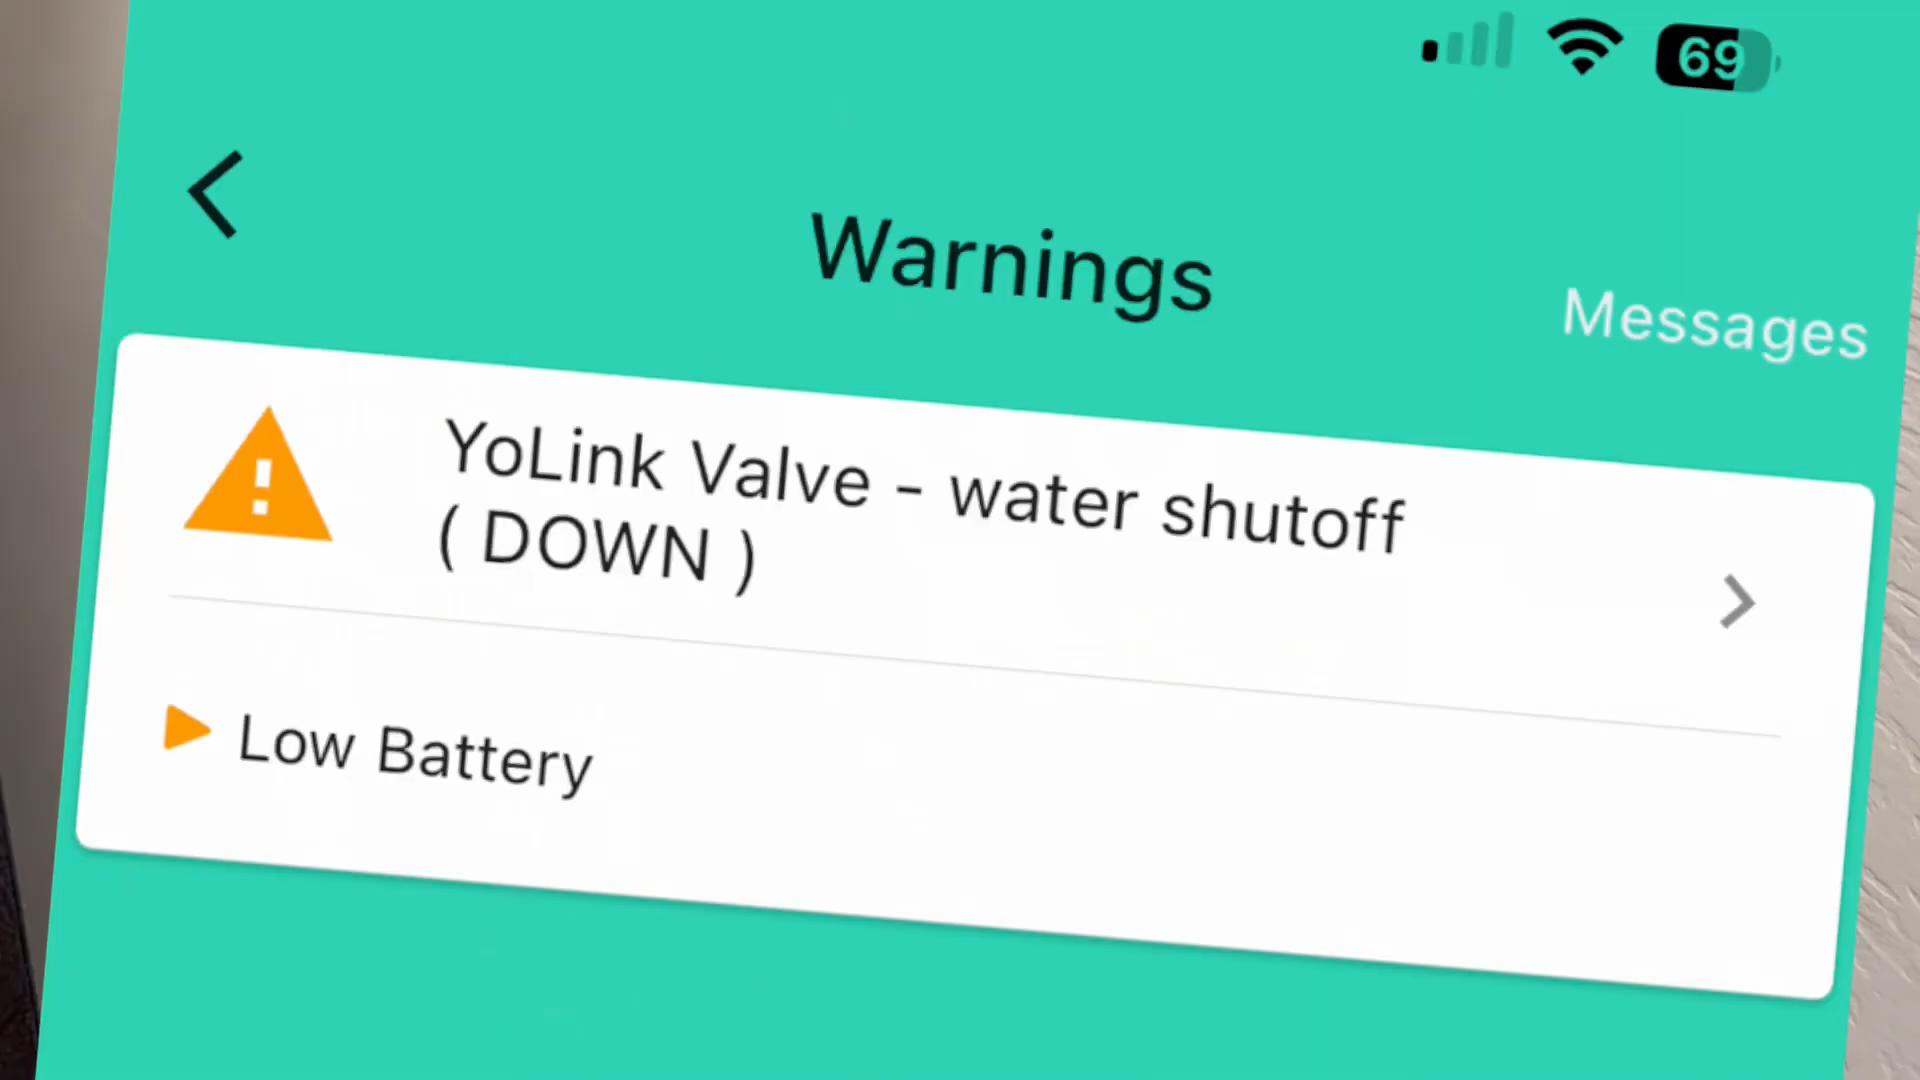 69
Warnings
Messages
YoLink Valve - water shutoff
( DOWN )
Low Battery